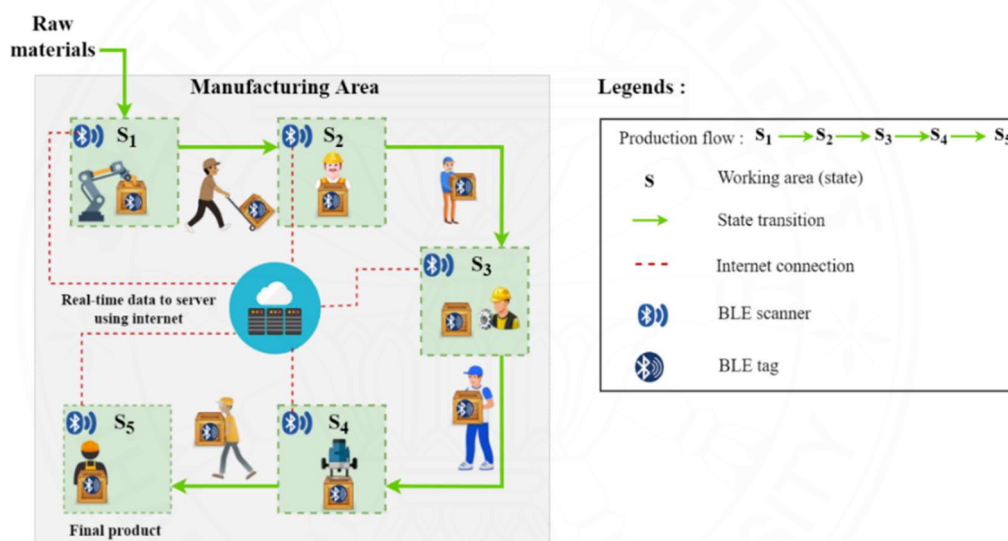 Raw
materials
Manufacturing Area
S1
S2
S3
Real-time data to server
using internet
S5
S4
Final product
Legends :
Production flow : S1 S2 S3 S4 S5
S Working area (state)
State transition
Internet connection
BLE scanner
BLE tag